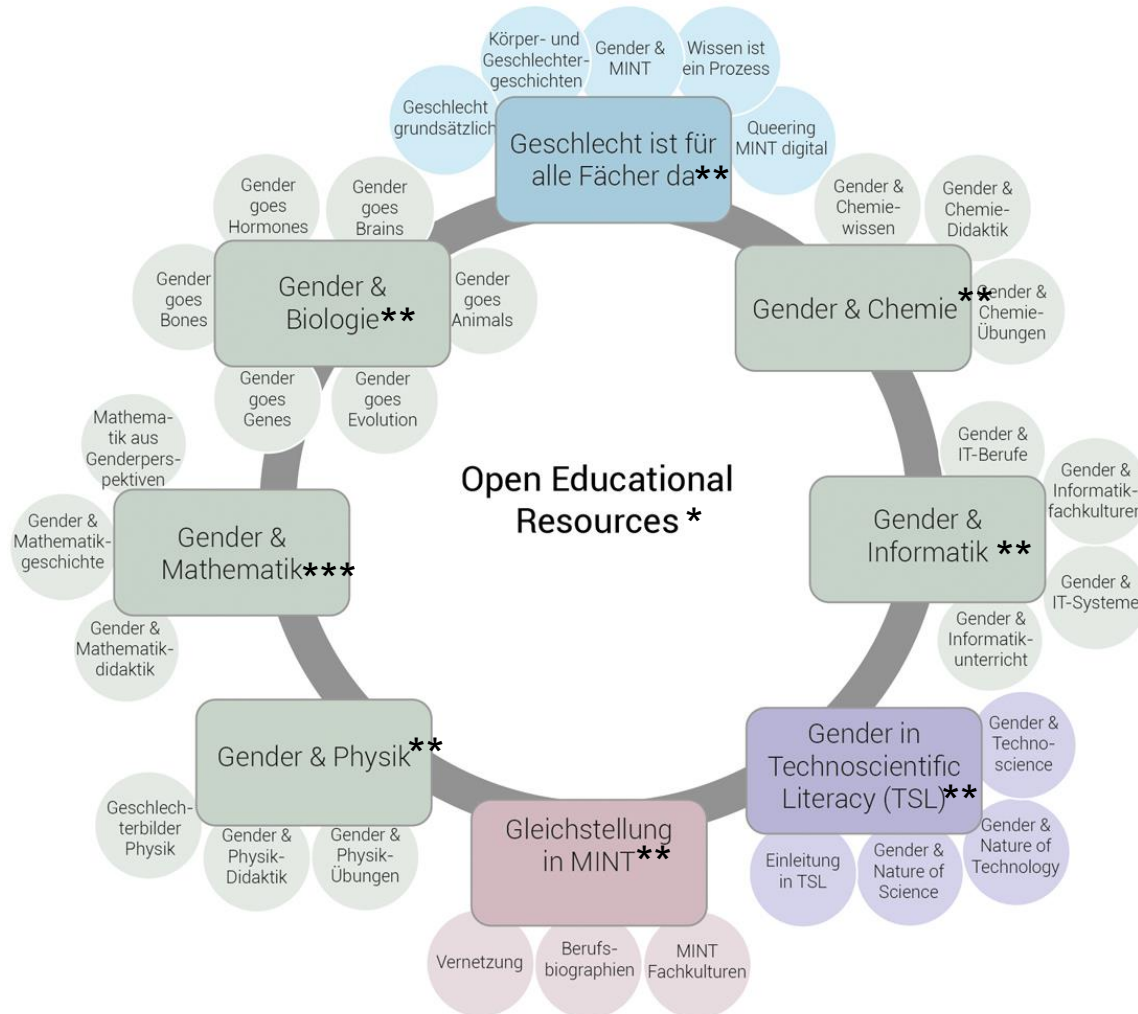 Körper- und
Geschlechter-
geschichten
Gender &
MINT
Wissen ist
ein Prozess
Geschlecht
grundsätzlich
Queering
MINT digital
Geschlecht ist für
alle Fächer da**
Gender
goes
Hormones
Gender
goes
Brains
Gender
goes
Bones
Gender
goes
Animals
Gender
goes
Genes
Gender
goes
Evolution
Gender &
Biologie**
Gender &
Chemie-
wissen
Gender &
Chemie-
Didaktik
Gender &
Chemie-
Übungen
Gender & Chemie**
Mathema-
tik aus
Genderpers-
pektiven
Gender &
Mathematik-
geschichte
Gender &
Mathematik-
didaktik
Gender &
Mathematik***
Open Educational
Resources *
Gender &
IT-Berufe
Gender &
Informatik-
fachkulturen
Gender &
IT-Systeme
Gender &
Informatik-
unterricht
Gender &
Informatik **
Gender & Physik**
Geschlech-
terbilder
Physik
Gender &
Physik-
Didaktik
Gender &
Physik-
Übungen
Gender in
Technoscientific
Literacy (TSL)**
Gender &
Techno-
science
Gender &
Nature of
Technology
Gender &
Nature of
Science
Einleitung
in TSL
Gleichstellung
in MINT**
Vernetzung
Berufs-
biographien
MINT
Fachkulturen